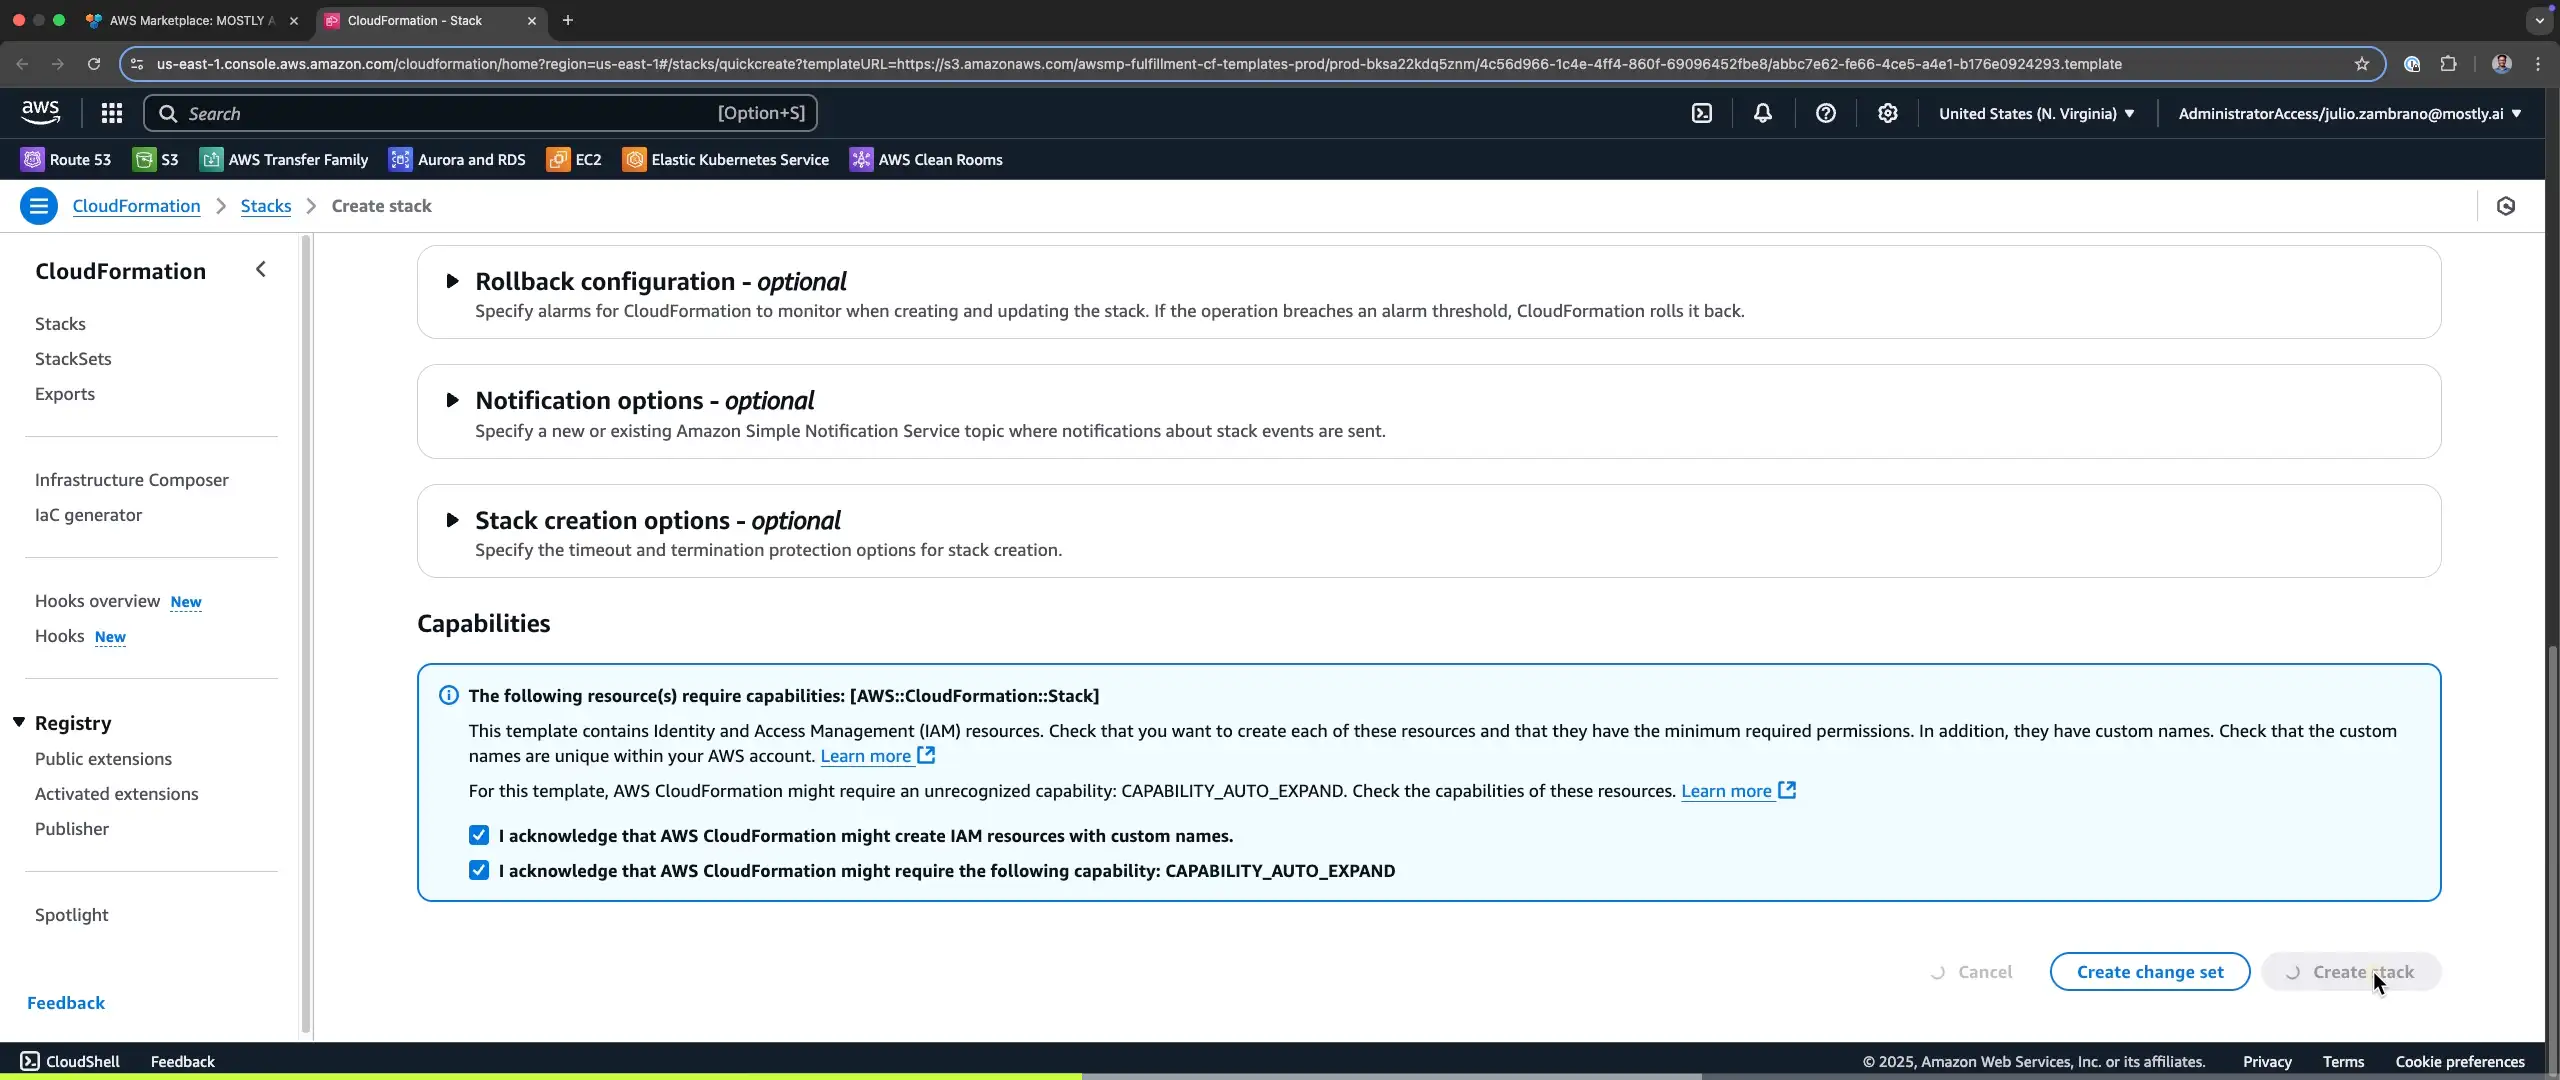 AWS Marketplace: MOSTLY A
CloudFormation - Stack
us-east-1.console.aws.amazon.com/cloudformation/home?region=us-east-1#/stacks/quickcreate?templateURL=https://s3.amazonaws.com/awsmp-fulfillment-cf-templates-prod/prod-bksa22kdq5znm/4c56d966-1c4e-4ff4-860f-69096452fbe8/abbc7e62-fe66-4ce5-a4e1-b176e0924293.template
aws
Search
[Option+S]
United States (N. Virginia)
AdministratorAccess/julio.zambrano@mostly.ai
Route 53
S3
AWS Transfer Family
Aurora and RDS
EC2
Elastic Kubernetes Service
AWS Clean Rooms
CloudFormation
Stacks
Create stack
CloudFormation
Stacks
StackSets
Exports
Infrastructure Composer
IaC generator
Hooks overview New
Hooks New
Registry
Public extensions
Activated extensions
Publisher
Spotlight
Feedback
Rollback configuration - optional
Specify alarms for CloudFormation to monitor when creating and updating the stack. If the operation breaches an alarm threshold, CloudFormation rolls it back.
Notification options - optional
Specify a new or existing Amazon Simple Notification Service topic where notifications about stack events are sent.
Stack creation options - optional
Specify the timeout and termination protection options for stack creation.
Capabilities
The following resource(s) require capabilities: [AWS::CloudFormation::Stack]
This template contains Identity and Access Management (IAM) resources. Check that you want to create each of these resources and that they have the minimum required permissions. In addition, they have custom names. Check that the custom
names are unique within your AWS account. Learn more
For this template, AWS CloudFormation might require an unrecognized capability: CAPABILITY_AUTO_EXPAND. Check the capabilities of these resources. Learn more
I acknowledge that AWS CloudFormation might create IAM resources with custom names.
I acknowledge that AWS CloudFormation might require the following capability: CAPABILITY_AUTO_EXPAND
Cancel
Create change set
Create stack
CloudShell
Feedback
© 2025, Amazon Web Services, Inc. or its affiliates.
Privacy
Terms
Cookie preferences